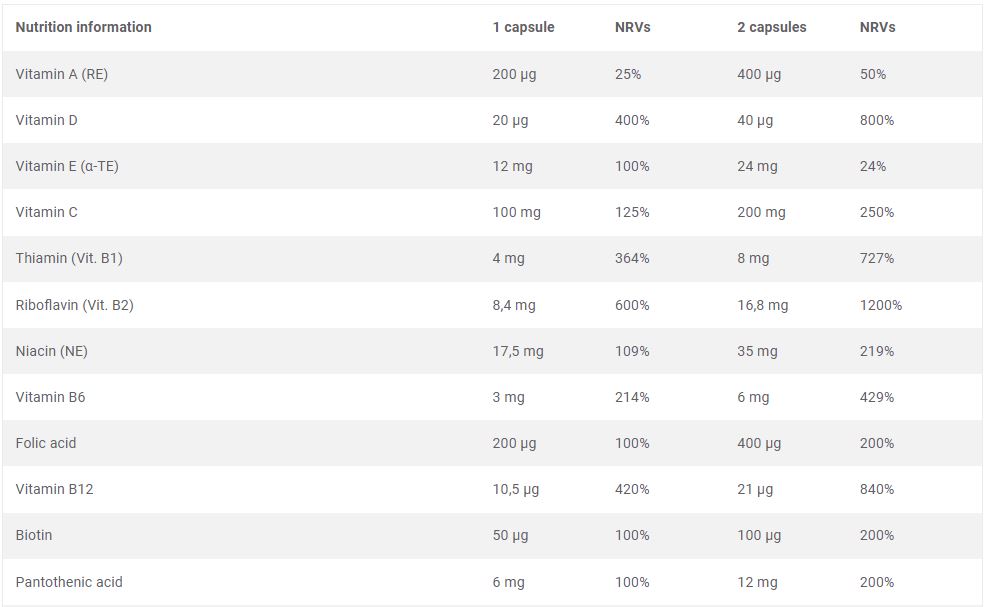 Nutrition information 1 capsule NRVs 2 capsules NRVs
Vitamin A (RE) 200 µg 25% 400 µg 50%
Vitamin D 20 µg 400% 40 µg 800%
Vitamin E (α-TE) 12 mg 100% 24 mg 24%
Vitamin C 100 mg 125% 200 mg 250%
Thiamin (Vit. B1) 4 mg 364% 8 mg 727%
Riboflavin (Vit. B2) 8,4 mg 600% 16,8 mg 1200%
Niacin (NE) 17,5 mg 109% 35 mg 219%
Vitamin B6 3 mg 214% 6 mg 429%
Folic acid 200 µg 100% 400 µg 200%
Vitamin B12 10,5 µg 420% 21 µg 840%
Biotin 50 µg 100% 100 µg 200%
Pantothenic acid 6 mg 100% 12 mg 200%